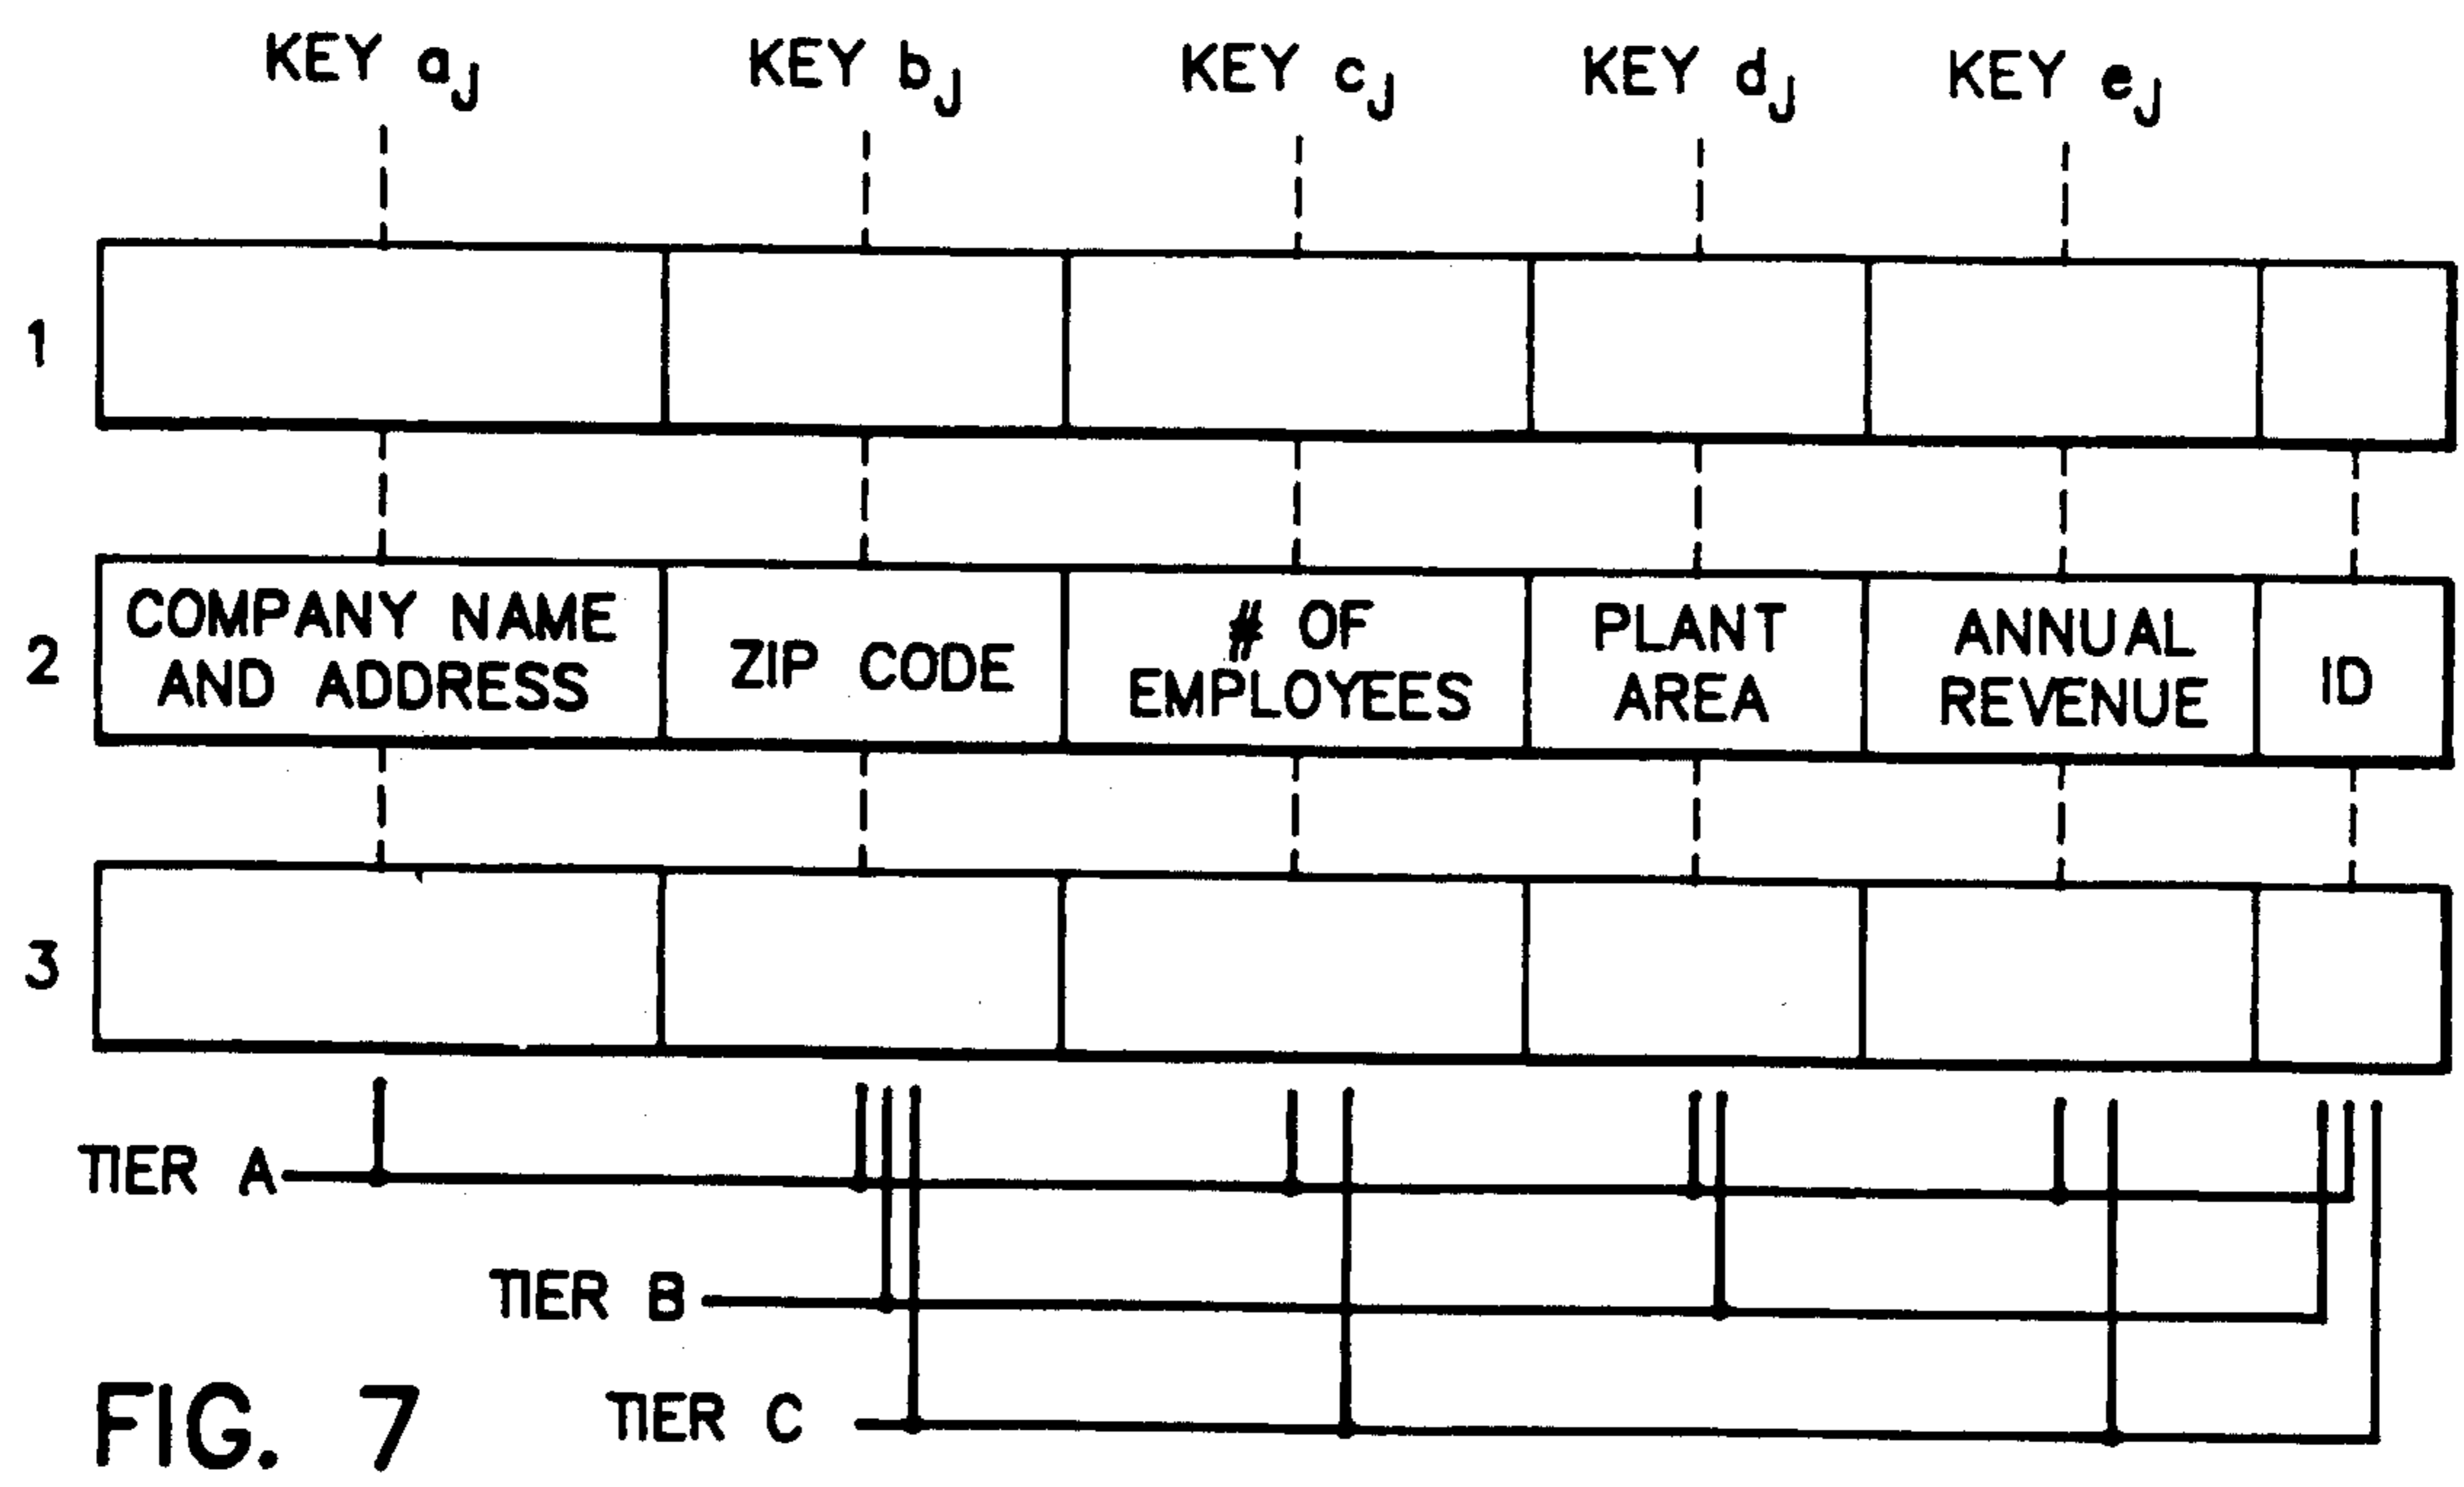 KEY aJ KEY bJ KEY cJ KEY dJ KEY eJ
1
2
COMPANY NAME
AND ADDRESS
ZIP CODE
# OF
EMPLOYEES
PLANT
AREA
ANNUAL
REVENUE
ID
3
TIER A
TIER B
TIER C
FIG. 7